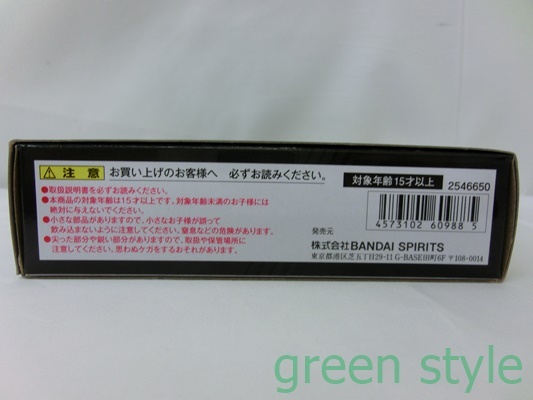 注意 お買い上げのお客様へ 必ずお読みください。
●取扱説明書を必ずお読みください。
●本商品の対象年齢は15才以上です。対象年齢未満のお子様には
絶対に与えないでください。
●小さな部品がありますので、小さなお子様が誤って
飲み込まないように注意してください。窒息などの危険があります。
●尖った部分や鋭い部分がありますので、取扱や保管場所に
注意してください。思わぬケガをするおそれがあります。
対象年齢15才以上 2546650
4573102 609885
発売元
株式会社BANDAI SPIRITS
東京都港区芝五丁目29-11 G-BASE田町6F 〒108-0014
green style